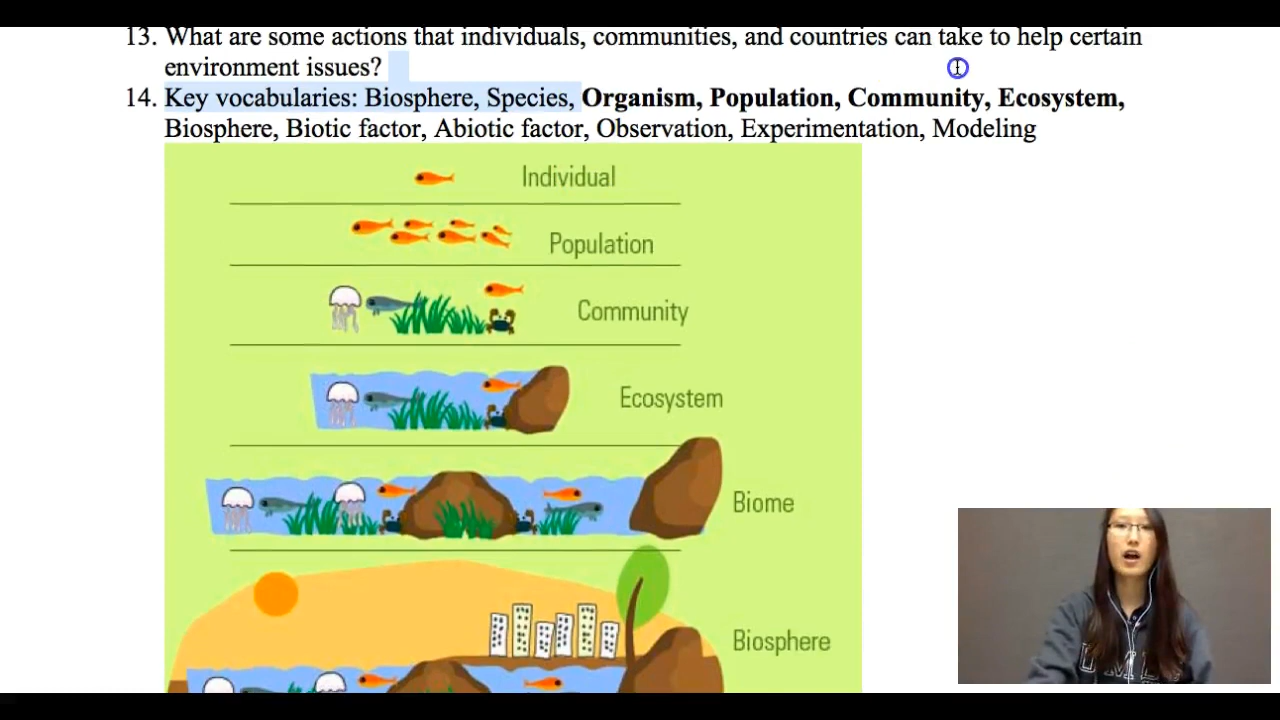 13. What are some actions that individuals, communities, and countries can take to help certain
environment issues?
14. Key vocabularies: Biosphere, Species, Organism, Population, Community, Ecosystem,
Biosphere, Biotic factor, Abiotic factor, Observation, Experimentation, Modeling
Individual
Population
Community
Ecosystem
Biome
Biosphere